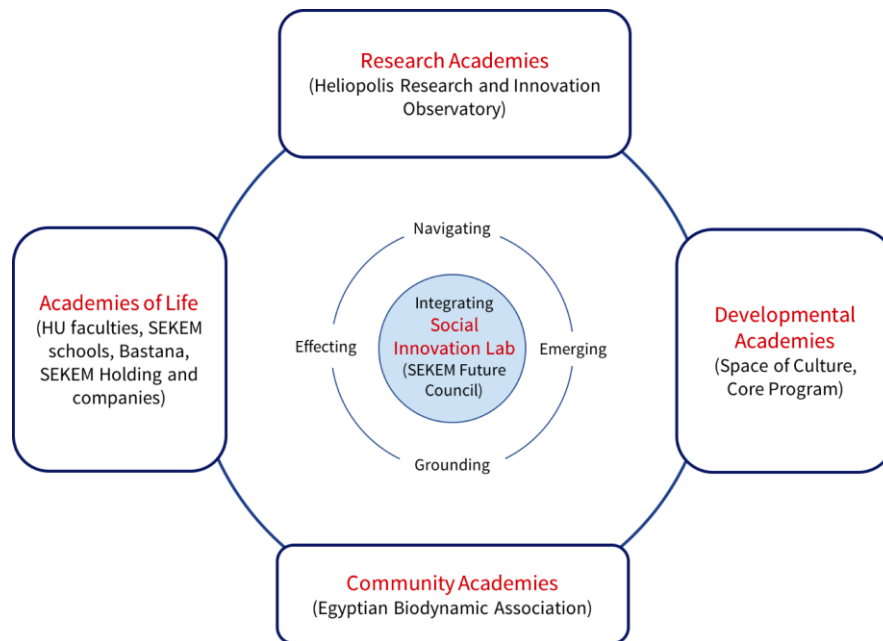 Research Academies
(Heliopolis Research and Innovation
Observatory)
Navigating
Academies of Life
(HU faculties, SEKEM
schools, Bastana,
SEKEM Holding and
companies)
Effecting
Integrating
Social
Innovation Lab
(SEKEM Future
Council)
Emerging
Developmental
Academies
(Space of Culture,
Core Program)
Grounding
Community Academies
(Egyptian Biodynamic Association)